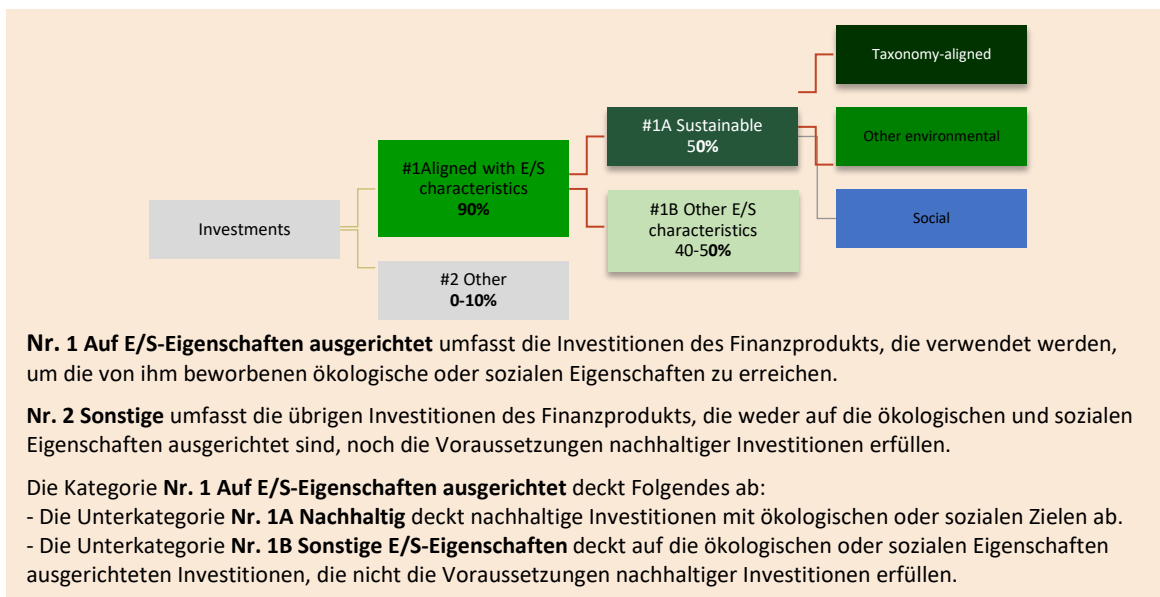 Taxonomy-aligned
#1A Sustainable
50%
Other environmental
#1Aligned with E/S
characteristics
90%
#1B Other E/S
characteristics
40-50%
Social
Investments
#2 Other
0-10%
Nr. 1 Auf E/S-Eigenschaften ausgerichtet umfasst die Investitionen des Finanzprodukts, die verwendet werden,
um die von ihm beworbenen ökologische oder sozialen Eigenschaften zu erreichen.
Nr. 2 Sonstige umfasst die übrigen Investitionen des Finanzprodukts, die weder auf die ökologischen und sozialen
Eigenschaften ausgerichtet sind, noch die Voraussetzungen nachhaltiger Investitionen erfüllen.
Die Kategorie Nr. 1 Auf E/S-Eigenschaften ausgerichtet deckt Folgendes ab:
- Die Unterkategorie Nr. 1A Nachhaltig deckt nachhaltige Investitionen mit ökologischen oder sozialen Zielen ab.
- Die Unterkategorie Nr. 1B Sonstige E/S-Eigenschaften deckt auf die ökologischen oder sozialen Eigenschaften
ausgerichteten Investitionen, die nicht die Voraussetzungen nachhaltiger Investitionen erfüllen.